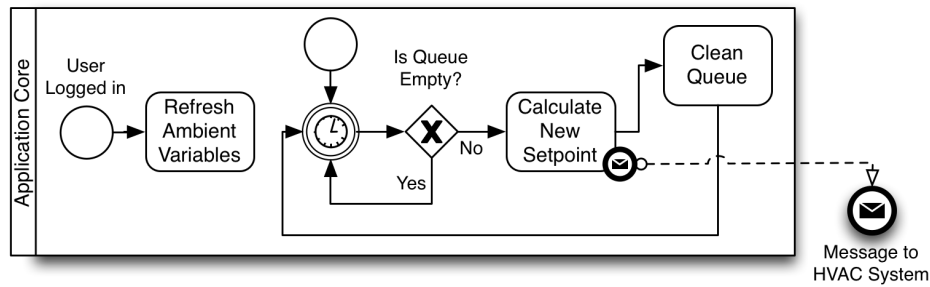 Application Core
User
Logged in
Refresh
Ambient
Variables
Is Queue
Empty?
Yes
No
Calculate
New
Setpoint
Clean
Queue
Message to
HVAC System